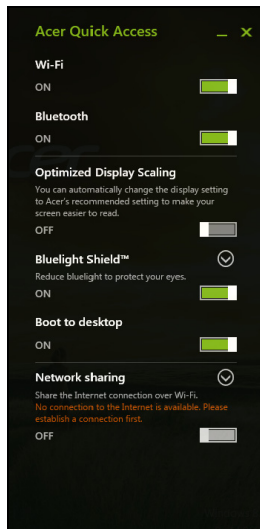 Acer Quick Access
Wi-Fi
ON
Bluetooth
ON
Optimized Display Scaling
You can automatically change the display setting
to Acer's recommended setting to make your
screen easier to read.
OFF
Bluelight Shield™
Reduce bluelight to protect your eyes.
ON
Boot to desktop
ON
Network sharing
Share the Internet connection over Wi-Fi.
No connection to the Internet is available. Please
establish a connection first.
OFF